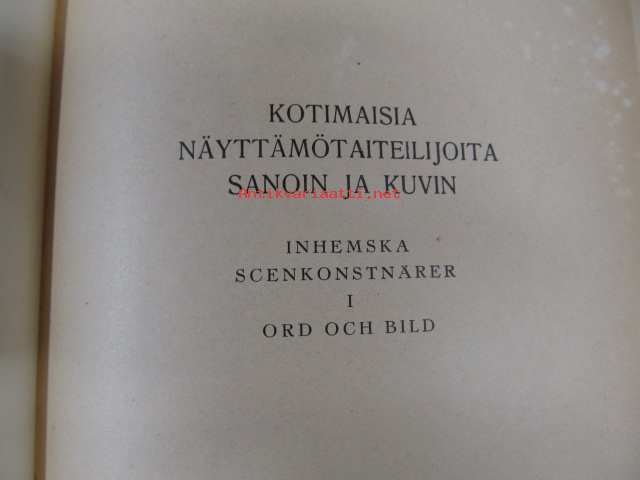 KOTIMAISIA
NÄYTTÄMÖTAITEILIJOITA
SANOIN JA KUVIN
Antikvariaatti.net
INHEMSKA
SCENKONSTNÄRER
I
ORD OCH BILD